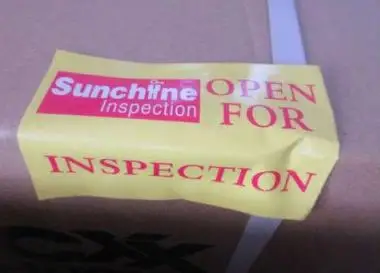 Sunchine
Inspection
OPEN
FOR
INSPECTION